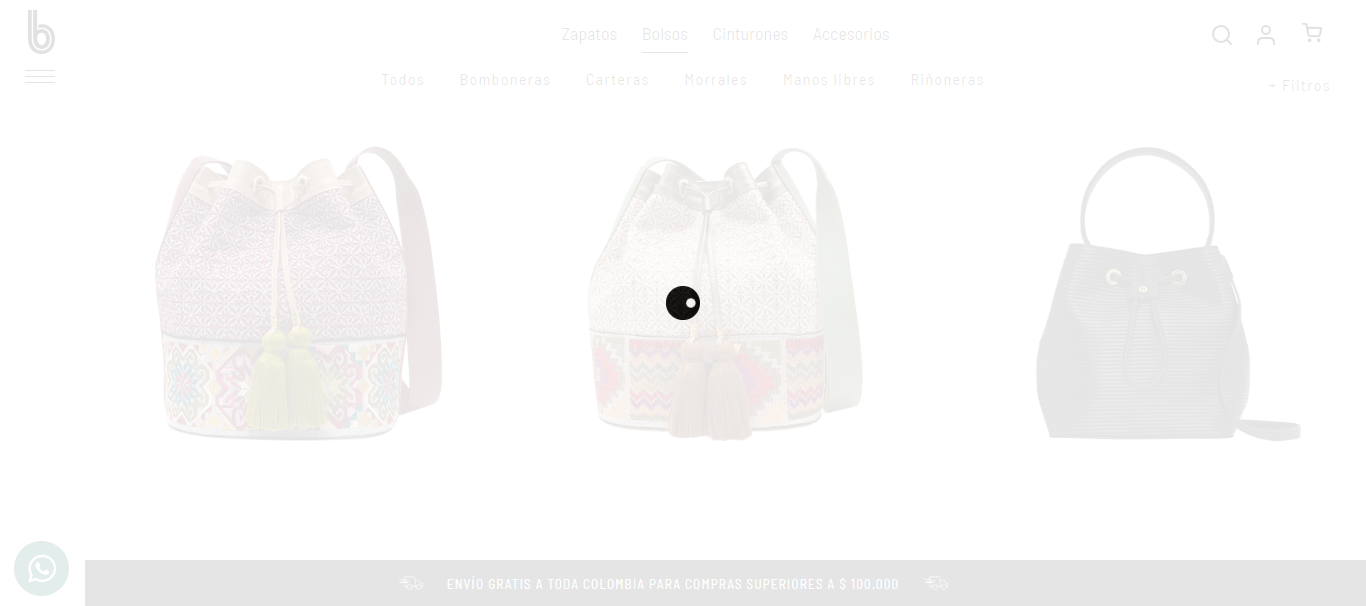 Zapatos Bolsos Cinturones Accesorios
Todos Bomboneras Carteras Morrales Manos libres Riñoneras + Filtros
ENVÍO GRATIS A TODA COLOMBIA PARA COMPRAS SUPERIORES A $ 100.000